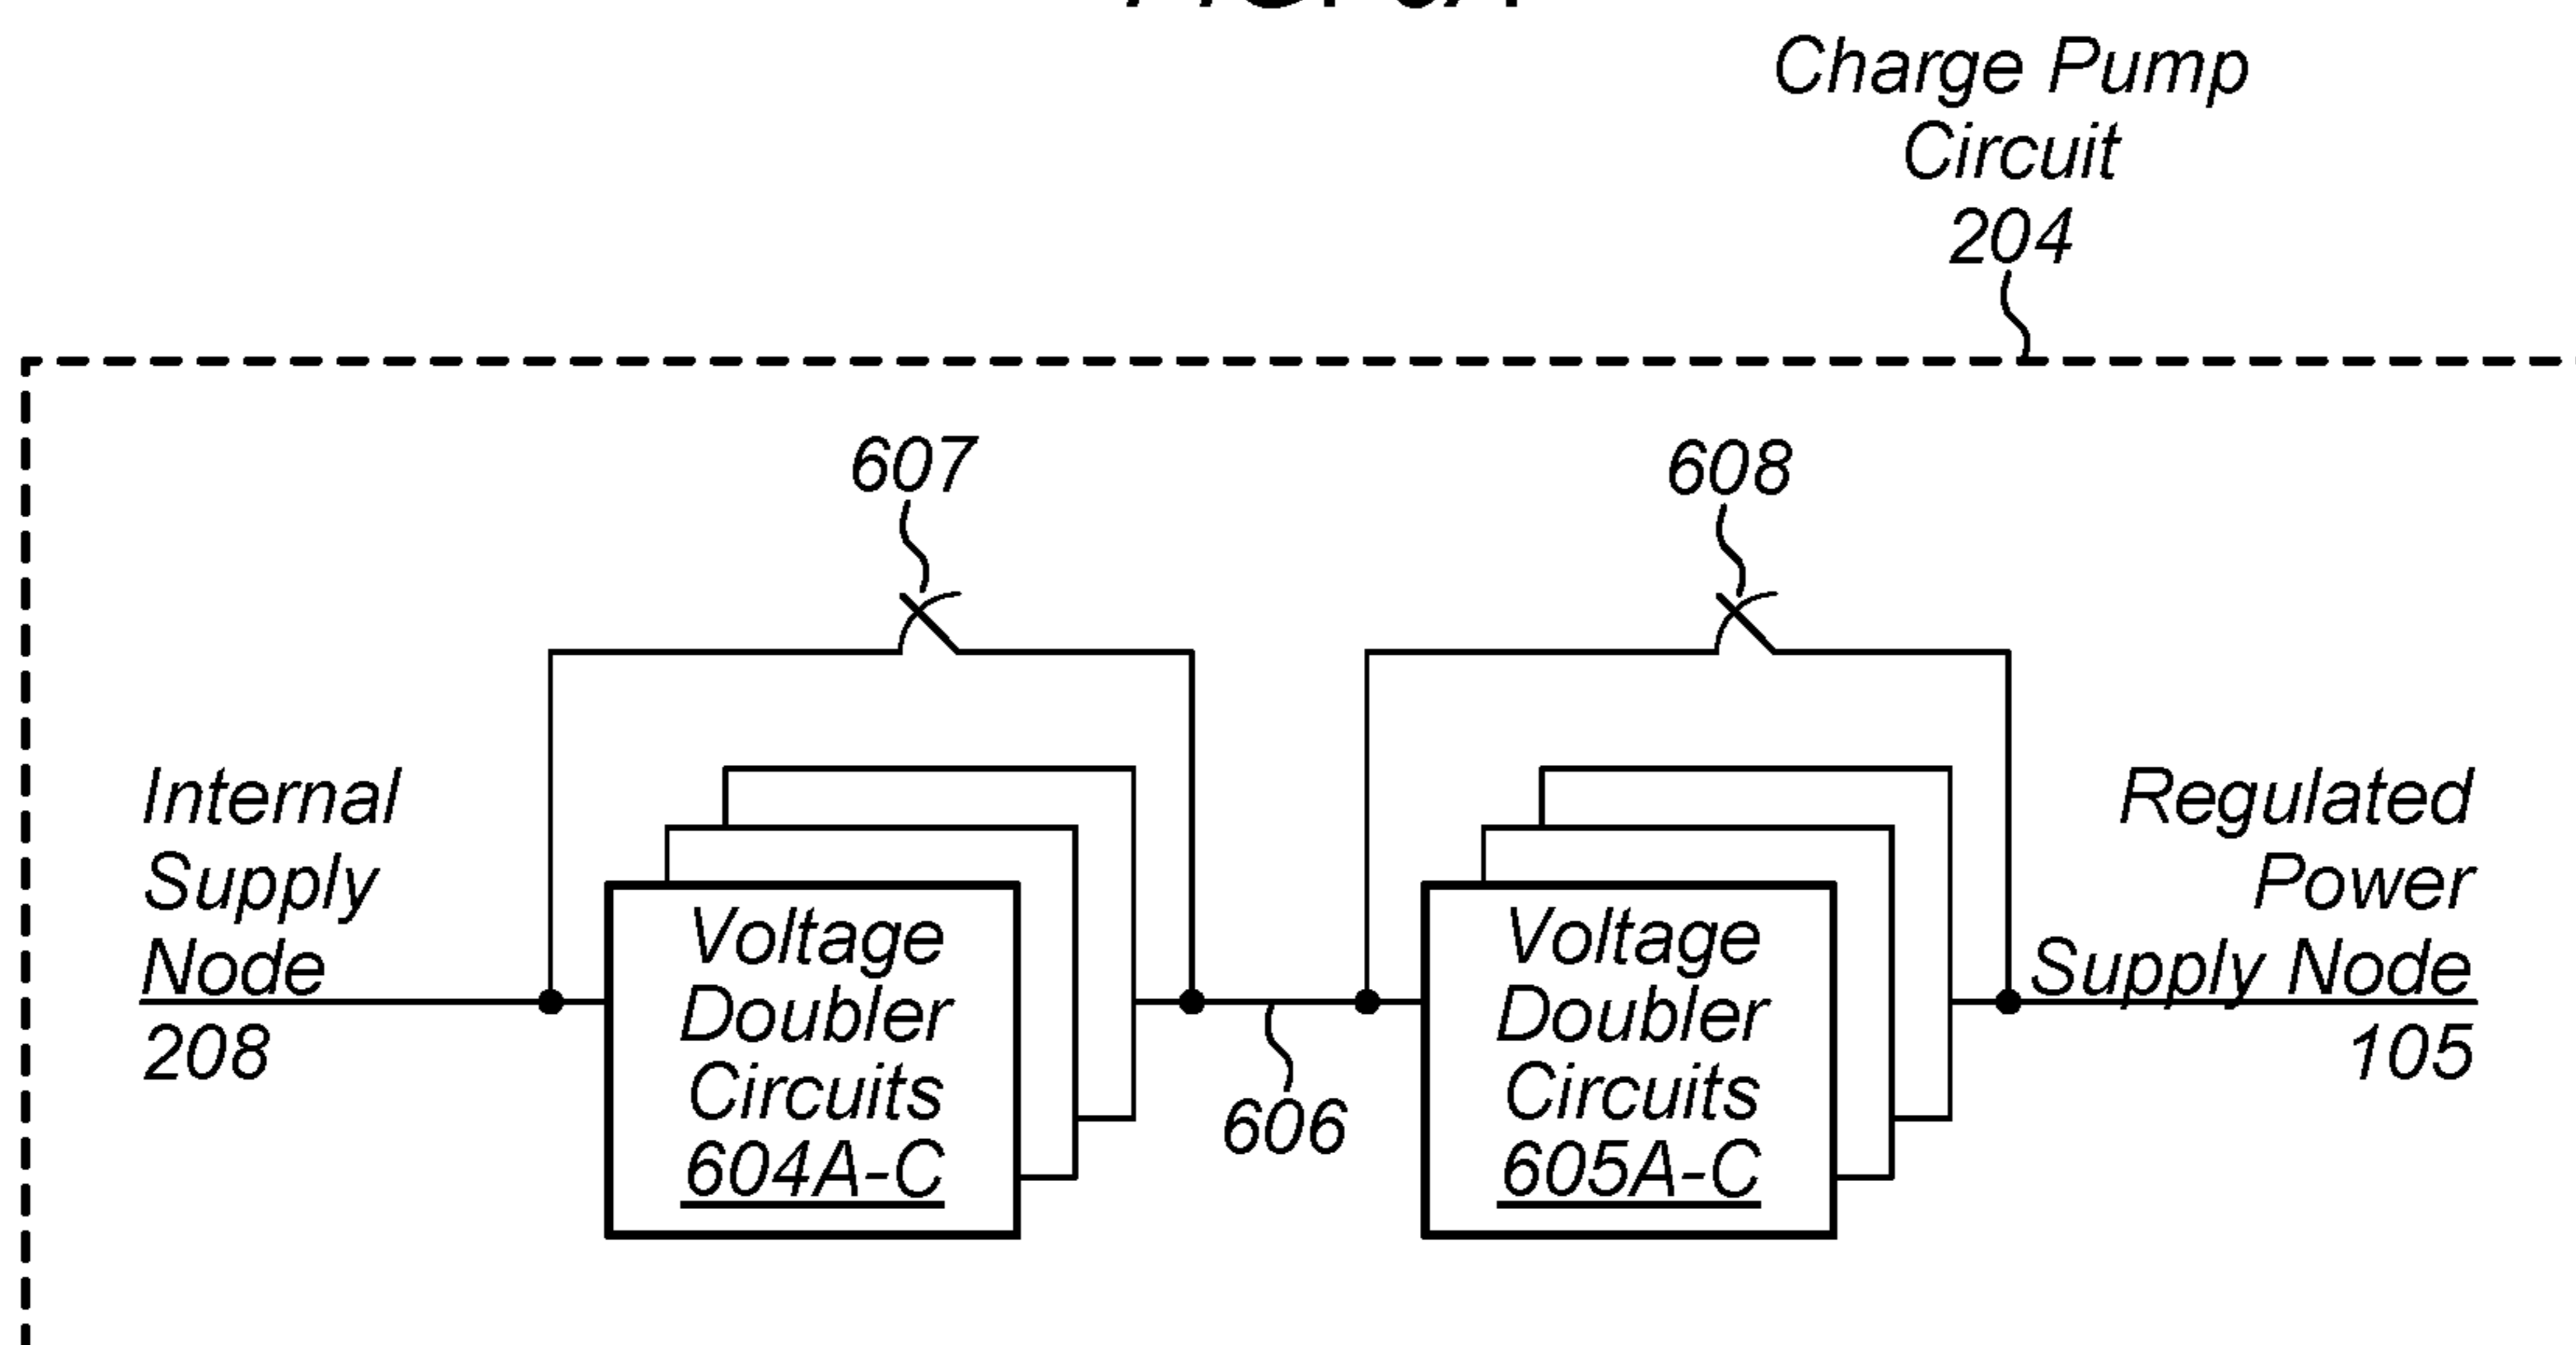 Charge Pump
Circuit
204
607
608
Internal
Supply
Node
208
Voltage
Doubler
Circuits
604A-C
606
Voltage
Doubler
Circuits
605A-C
Regulated
Power
Supply Node
105